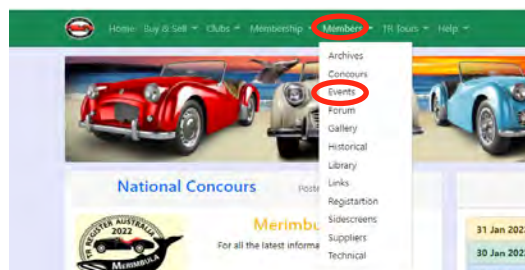 Home Buy & Sell Clubs Membership Members TR Tours Help
Archives
Concours
Events
Forum
Gallery
Historical
Library
Links
Registartion
Sidescreens
Suppliers
Technical
National Concours Poste
TR REGISTER AUSTRALIA
2022
MERIMBULA
Merimbu
For all the latest informa
31 Jan 202
30 Jan 202